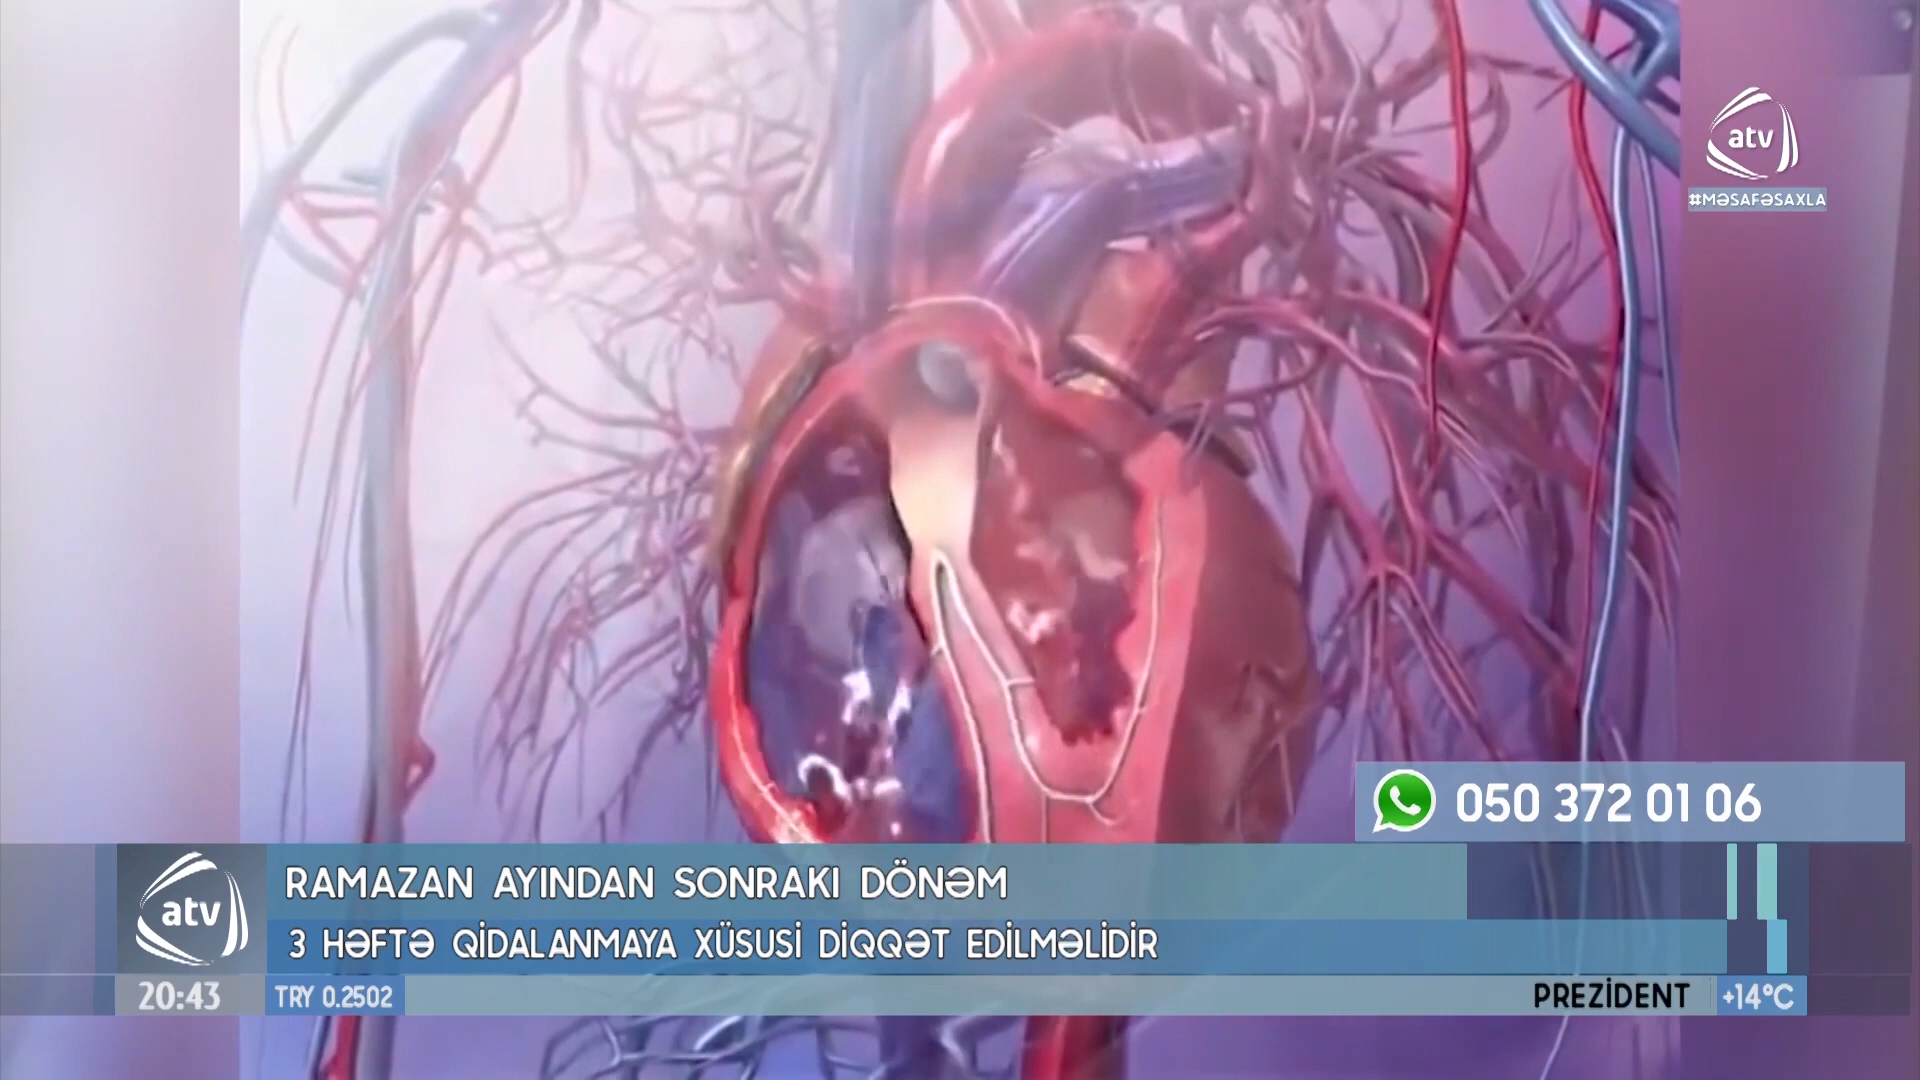 atv
#MƏSAFƏSAXLA
050 372 01 06
atv
RAMAZAN AYINDAN SONRAKI DÖNƏM
3 HƏFTƏ QİDALANMAYA XÜSUSİ DİQQƏT EDİLMƏLİDİR
20:43 TRY 0.2502 PREZİDENT +14°C